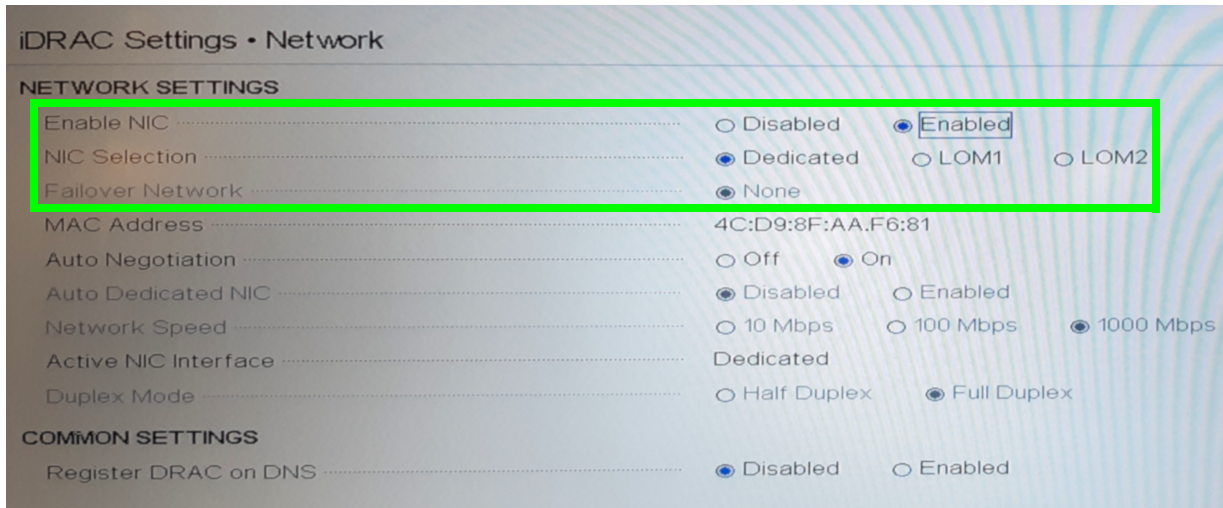 iDRAC Settings • Network
NETWORK SETTINGS
Enable NIC Disabled Enabled
NIC Selection Dedicated LOM1 LOM2
Failover Network None
MAC Address 4C:D9:8F:AA:F6:81
Auto Negotiation Off On
Auto Dedicated NIC Disabled Enabled
Network Speed 10 Mbps 100 Mbps 1000 Mbps
Active NIC Interface Dedicated
Duplex Mode Half Duplex Full Duplex
COMMON SETTINGS
Register DRAC on DNS Disabled Enabled